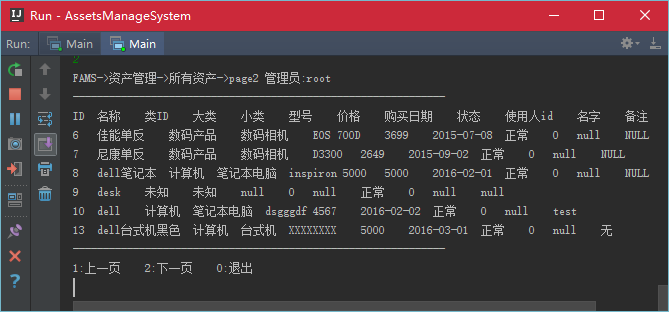 Run - AssetsManageSystem
Run: Main Main
2
FAMS->资产管理->所有资产->page2 管理员:root
ID 名称 类ID 大类 小类 型号 价格 购买日期 状态 使用人id 名字 备注
6 佳能单反 数码产品 数码相机 EOS 700D 3699 2015-07-08 正常 0 null NULL
7 尼康单反 数码产品 数码相机 D3300 2649 2015-09-02 正常 0 null NULL
8 dell笔记本 计算机 笔记本电脑 inspiron 5000 5000 2016-02-01 正常 0 null NULL
9 desk 未知 未知 null 0 null 正常 0 null null
10 dell 计算机 笔记本电脑 dsgggdf 4567 2016-02-02 正常 0 null test
13 dell台式机黑色 计算机 台式机 XXXXXXXX 5000 2016-03-01 正常 0 null 无
1:上一页 2:下一页 0:退出